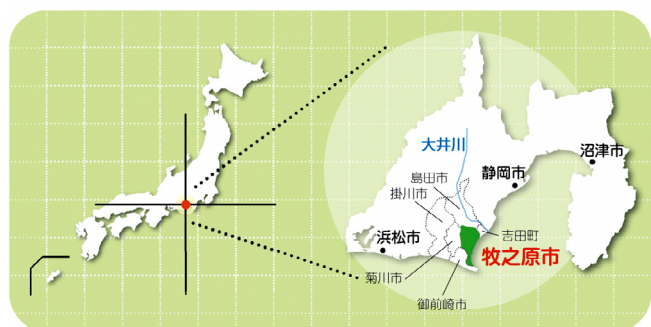 大井川
沼津市
島田市
静岡市
掛川市
吉田町
浜松市
牧之原市
菊川市
御前崎市